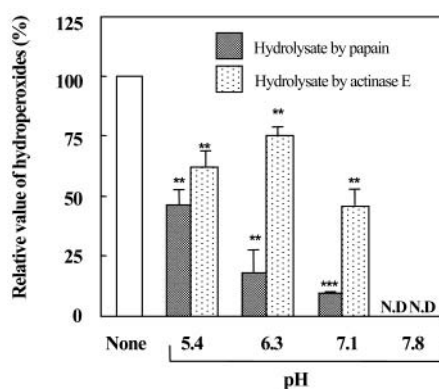 Relative value of hydroperoxides (%)
125
100
75
50
25
0
Hydrolysate by papain
Hydrolysate by actinase E
**
**
**
**
***
**
N.D N.D
None
5.4
6.3
7.1
7.8
pH